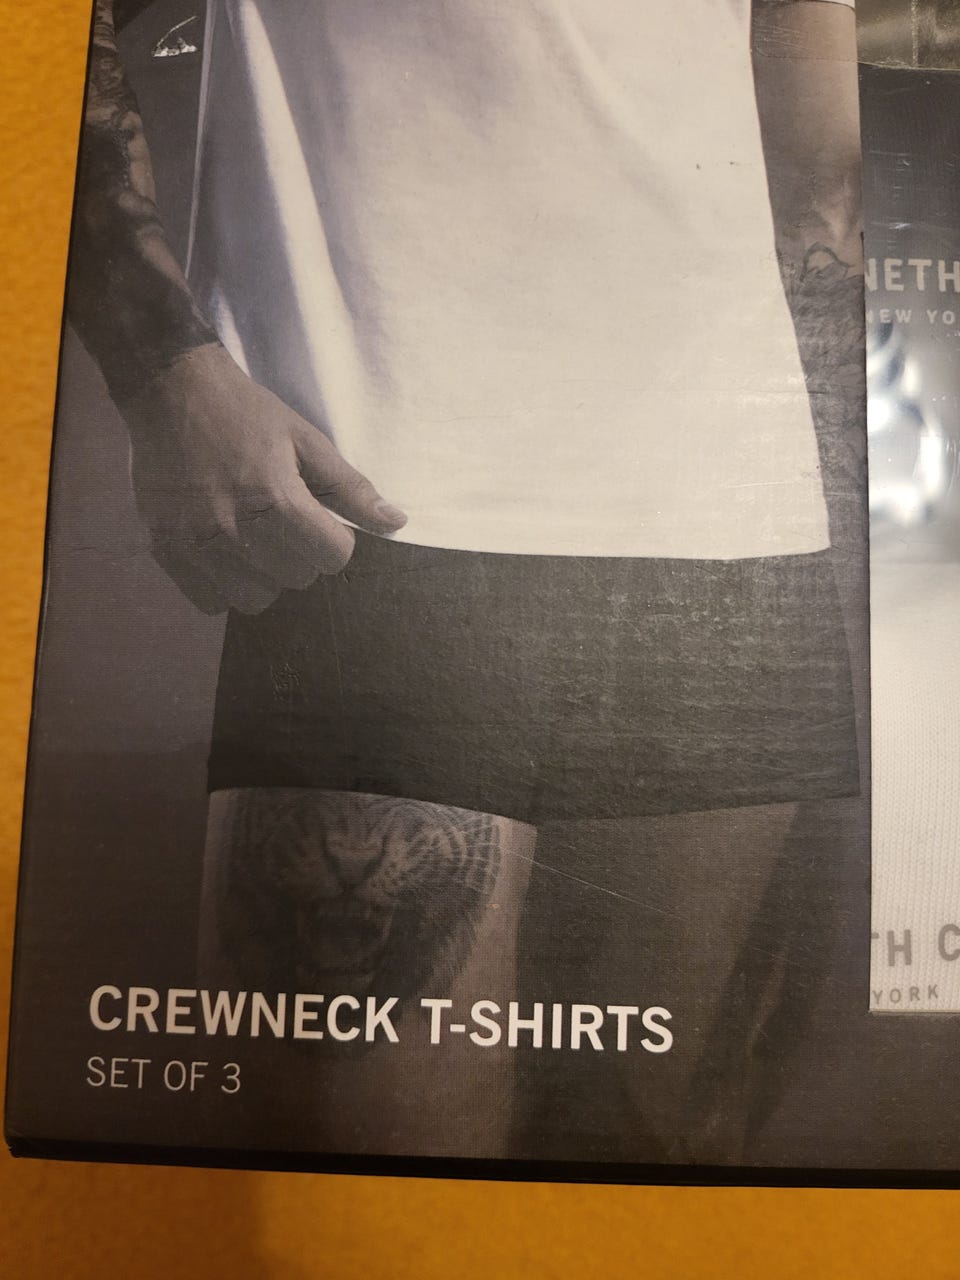 NETH
NEW YO
TH C
YORK
CREWNECK T-SHIRTS
SET OF 3